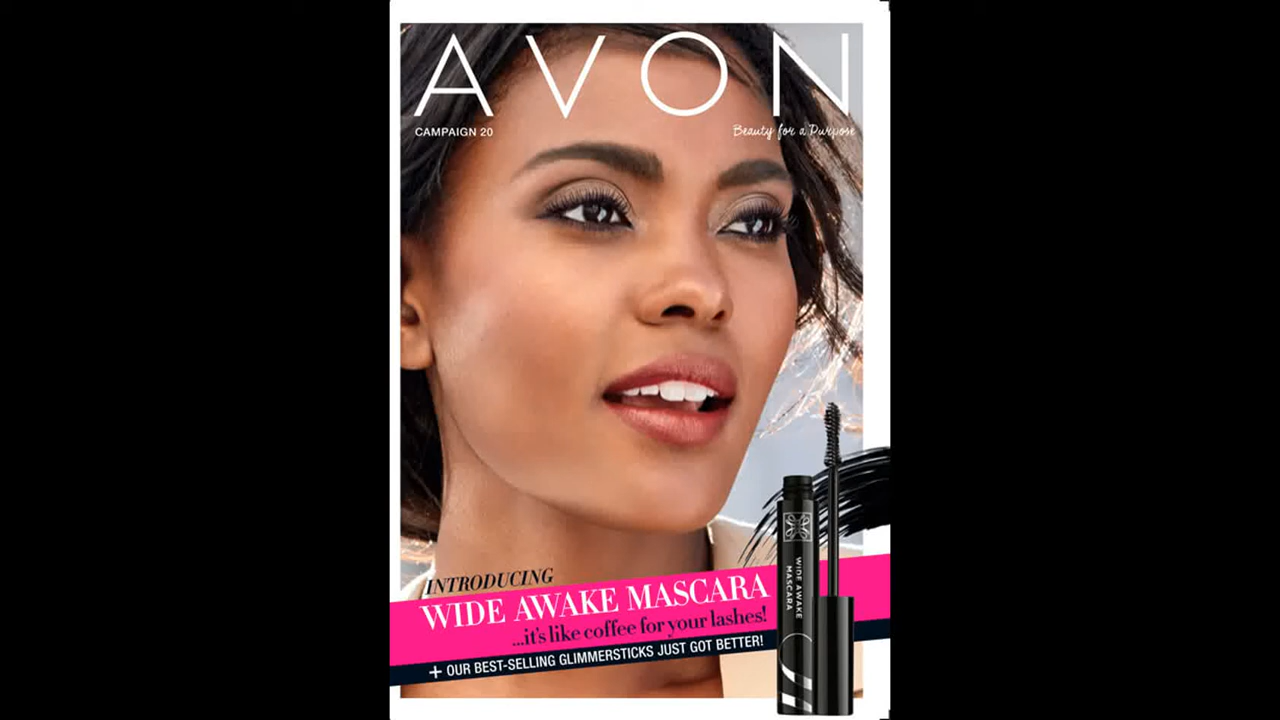 AVON
CAMPAIGN 20
Beauty for a Purpose
INTRODUCING
WIDE AWAKE MASCARA
...it's like coffee for your lashes!
+ OUR BEST-SELLING GLIMMERSTICKS JUST GOT BETTER!
WIDE AWAKE
MASCARA